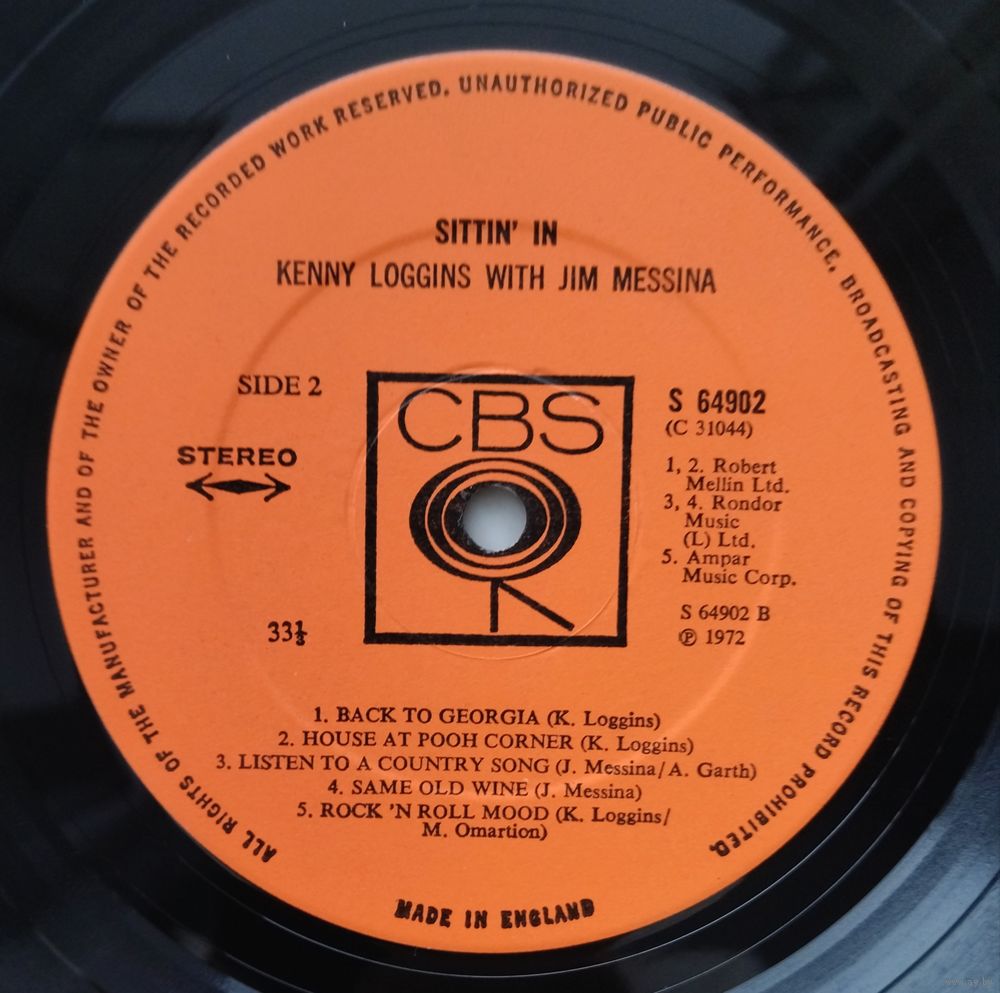 ALL RIGHTS OF THE MANUFACTURER AND OF THE OWNER OF THE RECORDED WORK RESERVED. UNAUTHORIZED PUBLIC PERFORMANCE, BROADCASTING AND COPYING OF THIS RECORD PROHIBITED.
SITTIN' IN
KENNY LOGGINS WITH JIM MESSINA
SIDE 2
STEREO
33⅓
CBS
S 64902
(C 31044)
1, 2. Robert
Mellin Ltd.
3, 4. Rondor
Music
(L) Ltd.
5. Ampar
Music Corp.
S 64902 B
℗ 1972
1. BACK TO GEORGIA (K. Loggins)
2. HOUSE AT POOH CORNER (K. Loggins)
3. LISTEN TO A COUNTRY SONG (J. Messina/A. Garth)
4. SAME OLD WINE (J. Messina)
5. ROCK 'N ROLL MOOD (K. Loggins/
M. Omartion)
MADE IN ENGLAND